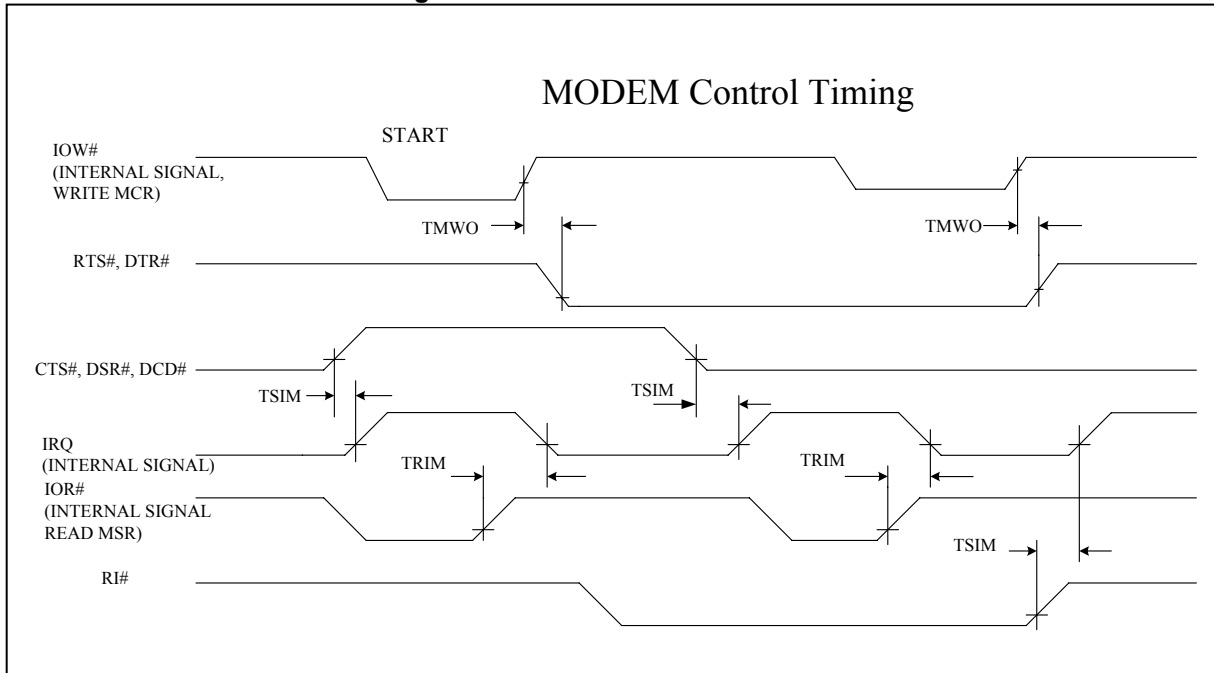 MODEM Control Timing
START
IOW#
(INTERNAL SIGNAL,
WRITE MCR)
TMWO
TMWO
RTS#, DTR#
CTS#, DSR#, DCD#
TSIM
TSIM
IRQ
(INTERNAL SIGNAL)
TRIM
TRIM
IOR#
(INTERNAL SIGNAL
READ MSR)
TSIM
RI#